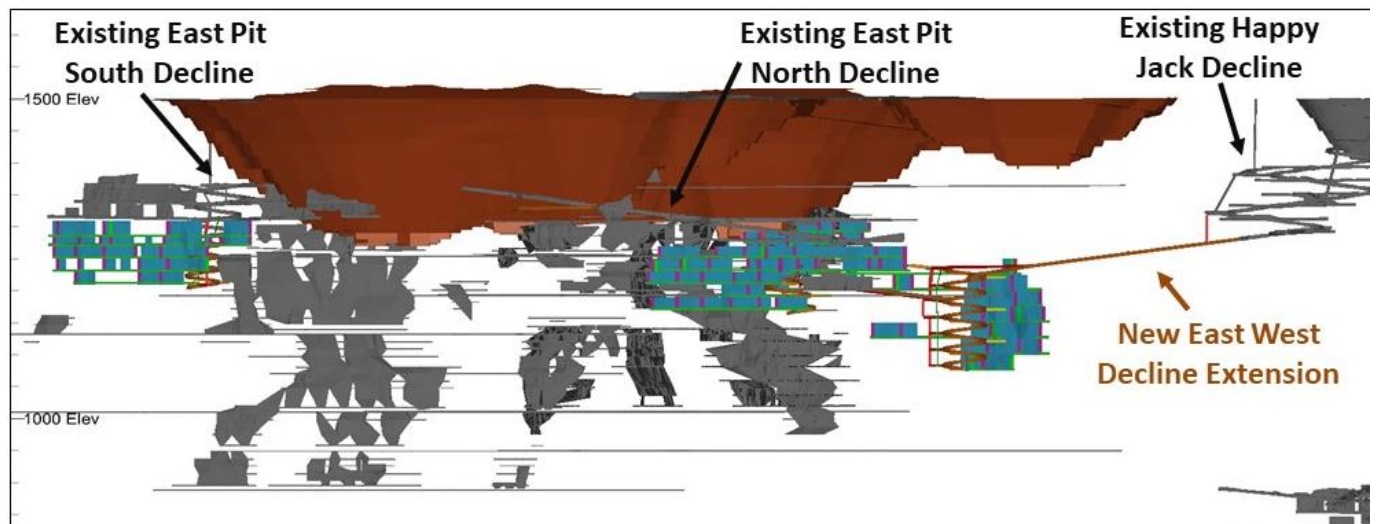 Existing East Pit
South Decline
Existing East Pit
North Decline
Existing Happy
Jack Decline
1500 Elev
New East West
Decline Extension
1000 Elev